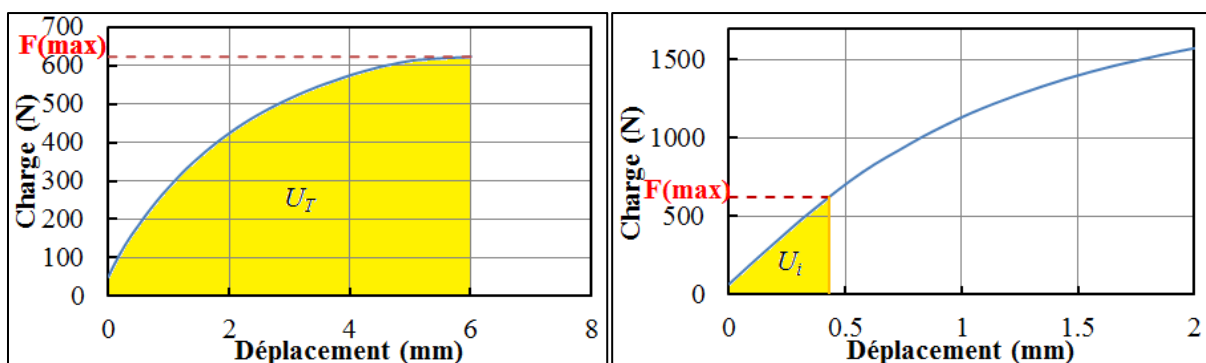 700
F(max)
600
500
400
300
200
100
0
Charge (N)
U_T
0 2 4 6 8
Déplacement (mm)
1500
1000
F(max)
500
0
Charge (N)
U_i
0 0.5 1 1.5 2
Déplacement (mm)